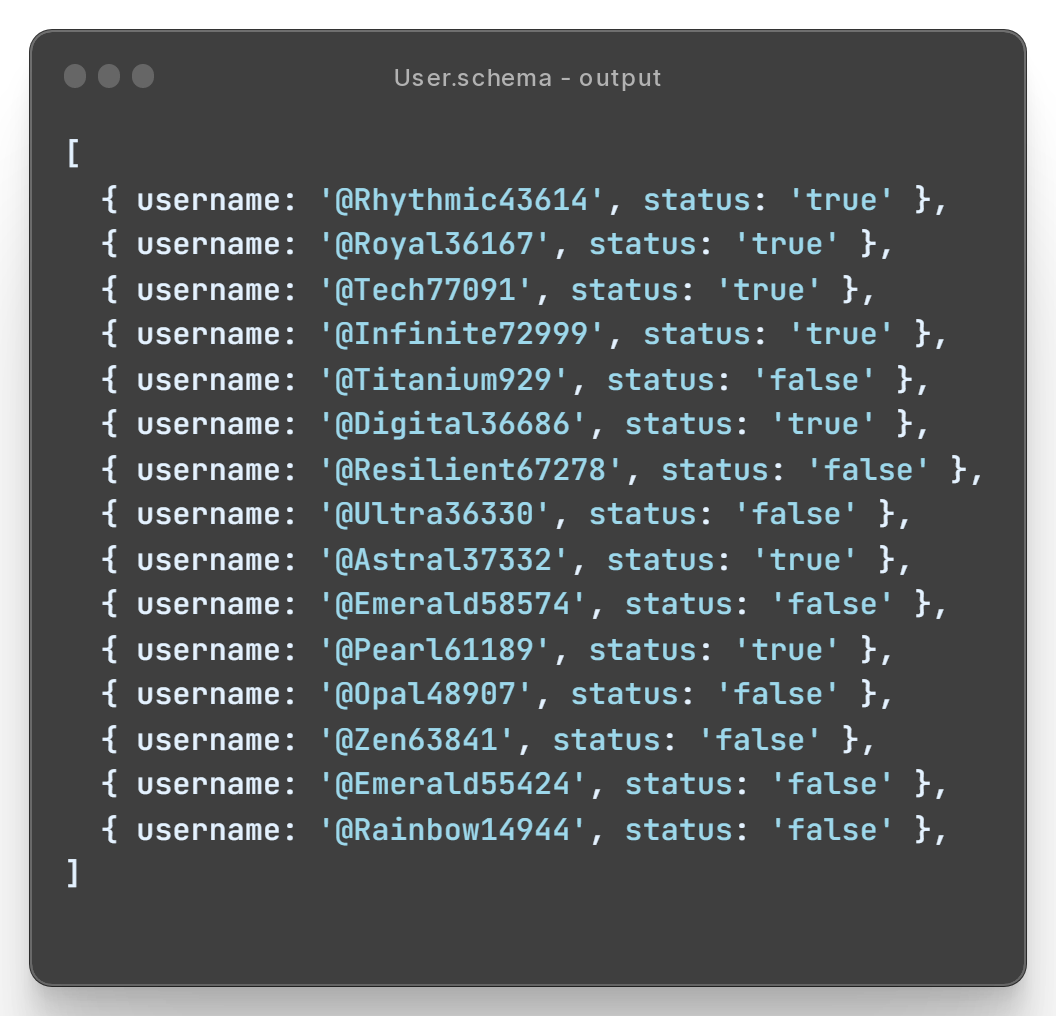 User.schema - output
[
  { username: '@Rhythmic43614', status: 'true' },
  { username: '@Royal36167', status: 'true' },
  { username: '@Tech77091', status: 'true' },
  { username: '@Infinite72999', status: 'true' },
  { username: '@Titanium929', status: 'false' },
  { username: '@Digital36686', status: 'true' },
  { username: '@Resilient67278', status: 'false' },
  { username: '@Ultra36330', status: 'false' },
  { username: '@Astral37332', status: 'true' },
  { username: '@Emerald58574', status: 'false' },
  { username: '@Pearl61189', status: 'true' },
  { username: '@Opal48907', status: 'false' },
  { username: '@Zen63841', status: 'false' },
  { username: '@Emerald55424', status: 'false' },
  { username: '@Rainbow14944', status: 'false' },
]